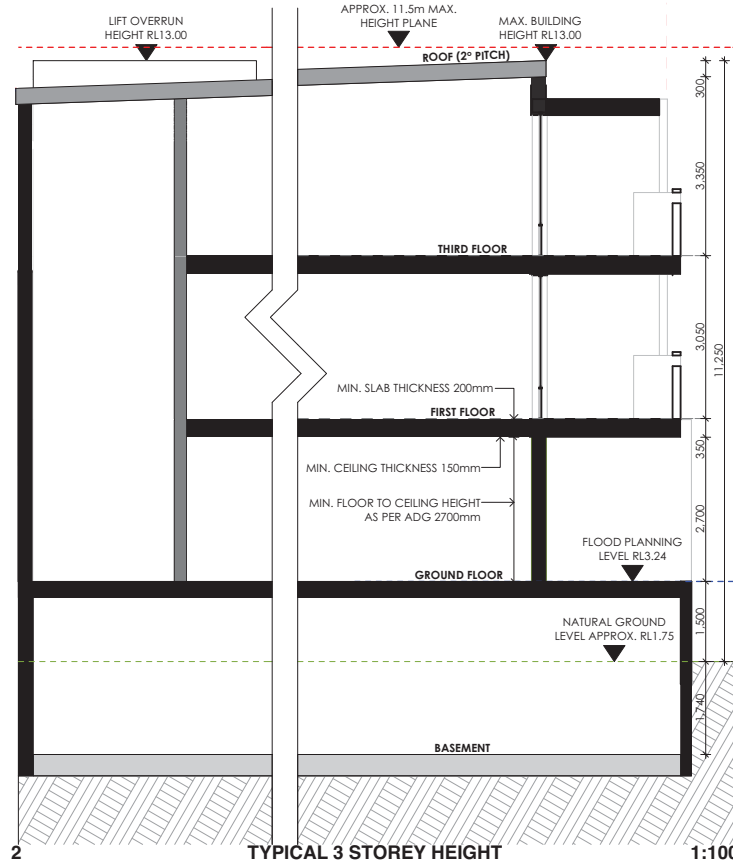 APPROX. 11.5m MAX.
HEIGHT PLANE
LIFT OVERRUN
HEIGHT RL13.00
MAX. BUILDING
HEIGHT RL13.00
ROOF (2° PITCH)
300
3,350
THIRD FLOOR
3,050
11,250
MIN. SLAB THICKNESS 200mm
FIRST FLOOR
350
MIN. CEILING THICKNESS 150mm
MIN. FLOOR TO CEILING HEIGHT
AS PER ADG 2700mm
2,700
FLOOD PLANNING
LEVEL RL3.24
GROUND FLOOR
1,500
NATURAL GROUND
LEVEL APPROX. RL1.75
1,740
BASEMENT
2
TYPICAL 3 STOREY HEIGHT
1:100